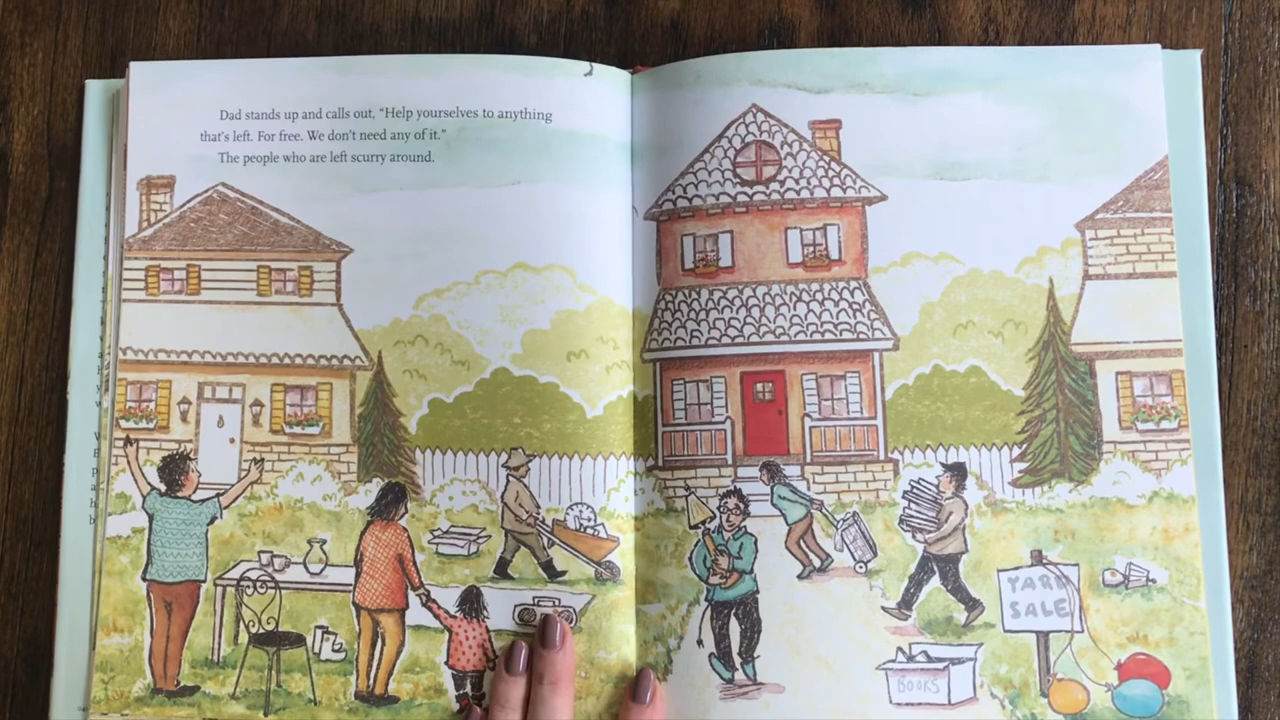 Dad stands up and calls out, “Help yourselves to anything
that’s left. For free. We don’t need any of it.”
The people who are left scurry around.
YARD
SALE
BOOKS